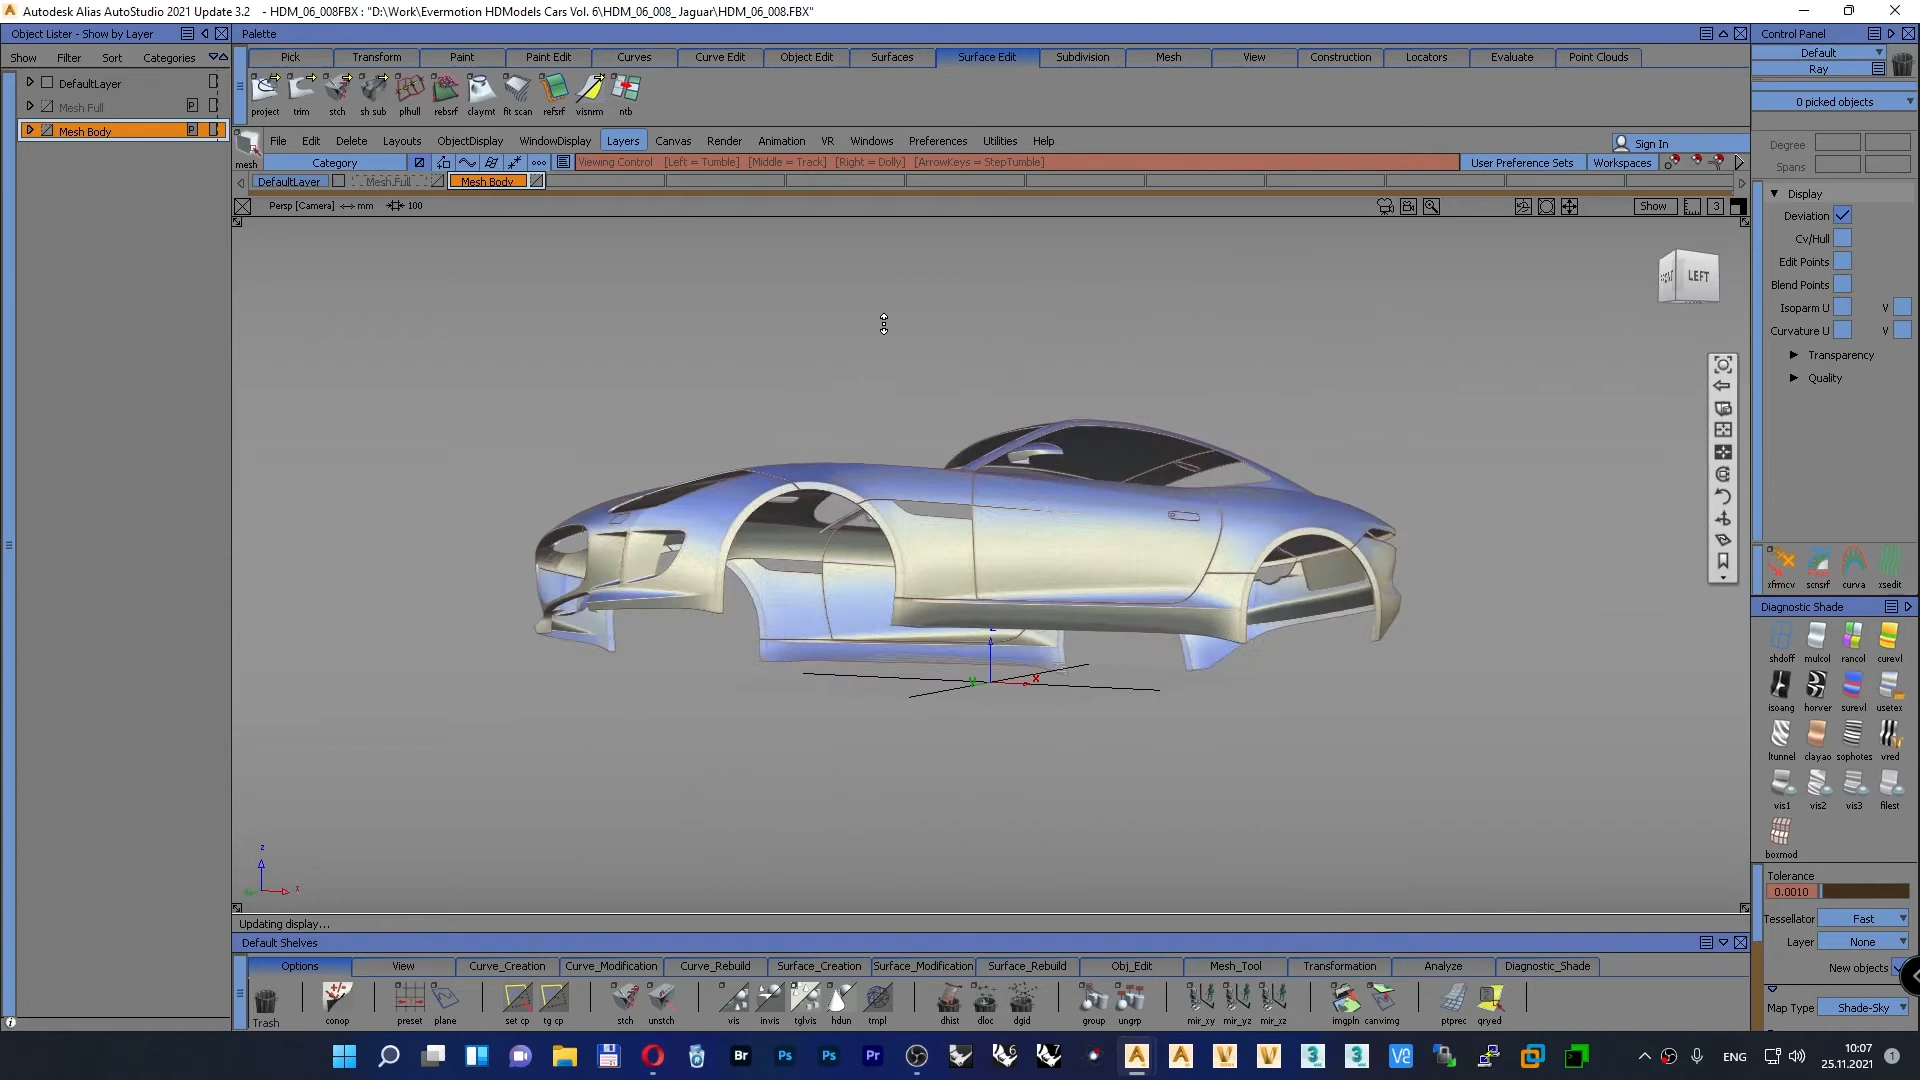 Autodesk Alias AutoStudio 2021 Update 3.2 - HDM_06_008FBX : "D:\Work\Evermotion HDModels Cars Vol. 6\HDM_06_008_ Jaguar\HDM_06_008.FBX"
Object Lister - Show by Layer
Palette
Control Panel
Show Filter Sort Categories
Pick Transform Paint Paint Edit Curves Curve Edit Object Edit Surfaces Surface Edit Subdivision Mesh View Construction Locators Evaluate Point Clouds
Default
Ray
DefaultLayer
Mesh Full P
Mesh Body P
project trim stch sh sub plhull rebsrf claymt fit scan refsrf visnrm ntb
0 picked objects
mesh
File Edit Delete Layouts ObjectDisplay WindowDisplay Layers Canvas Render Animation VR Windows Preferences Utilities Help
Sign In
Degree
Category
Viewing Control [Left = Tumble] [Middle = Track] [Right = Dolly] [ArrowKeys = StepTumble]
User Preference Sets Workspaces
Spans
DefaultLayer Mesh Full Mesh Body
Persp [Camera] mm 100
Show 3
Display
Deviation
Cv/Hull
Edit Points
Blend Points
Isoparm U V
Curvature U V
Transparency
Quality
LEFT
xfrmcv scnsrf curva xsedit
Diagnostic Shade
shdoff mulcol rancol curevl
isoang horver surevl usetex
ltunnel clayao sophotes vred
vis1 vis2 vis3 filest
boxmod
z
x
z
x
Tolerance
0.0010
Tessellator Fast
Layer None
New objects
Map Type Shade-Sky
Updating display...
Default Shelves
Options View Curve_Creation Curve_Modification Curve_Rebuild Surface_Creation Surface_Modification Surface_Rebuild Obj_Edit Mesh_Tool Transformation Analyze Diagnostic_Shade
Trash conop preset plane set cp tg cp stch unstch vis invis tglvis hdun tmpl dhist dloc dgid group ungrp mir_xy mir_yz mir_xz imgpln canvimg ptprec qryed
Br Ps Ps Pr
ENG
10:07
25.11.2021